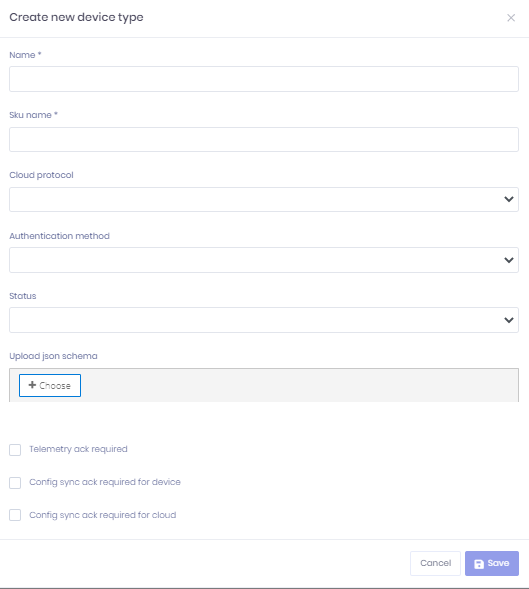 Create new device type
Name *
Sku name *
Cloud protocol
Authentication method
Status
Upload json schema
Choose
Telemetry ack required
Config sync ack required for device
Config sync ack required for cloud
Cancel Save